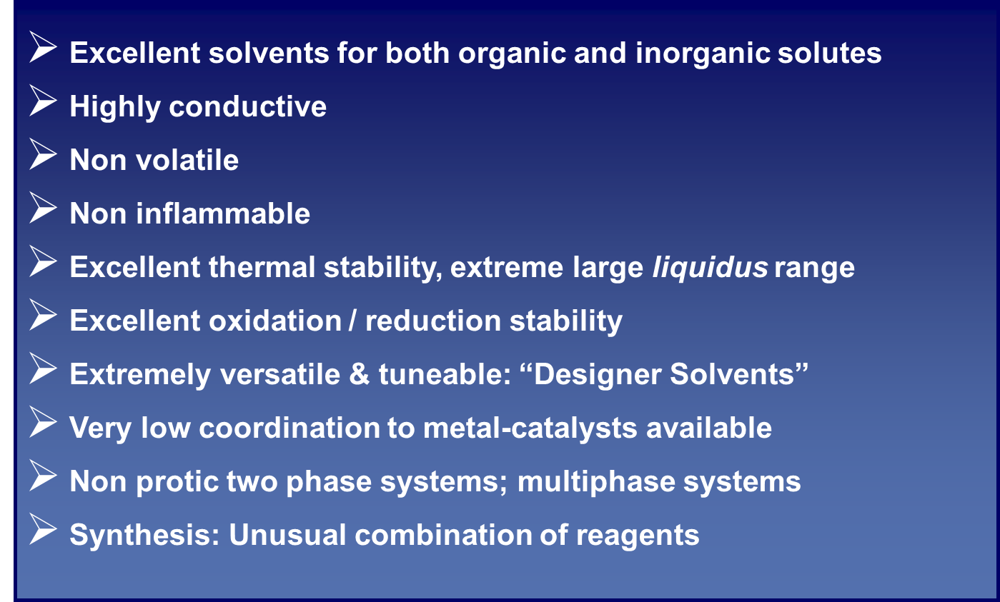 Excellent solvents for both organic and inorganic solutes
Highly conductive
Non volatile
Non inflammable
Excellent thermal stability, extreme large liquidus range
Excellent oxidation / reduction stability
Extremely versatile & tuneable: “Designer Solvents”
Very low coordination to metal-catalysts available
Non protic two phase systems; multiphase systems
Synthesis: Unusual combination of reagents